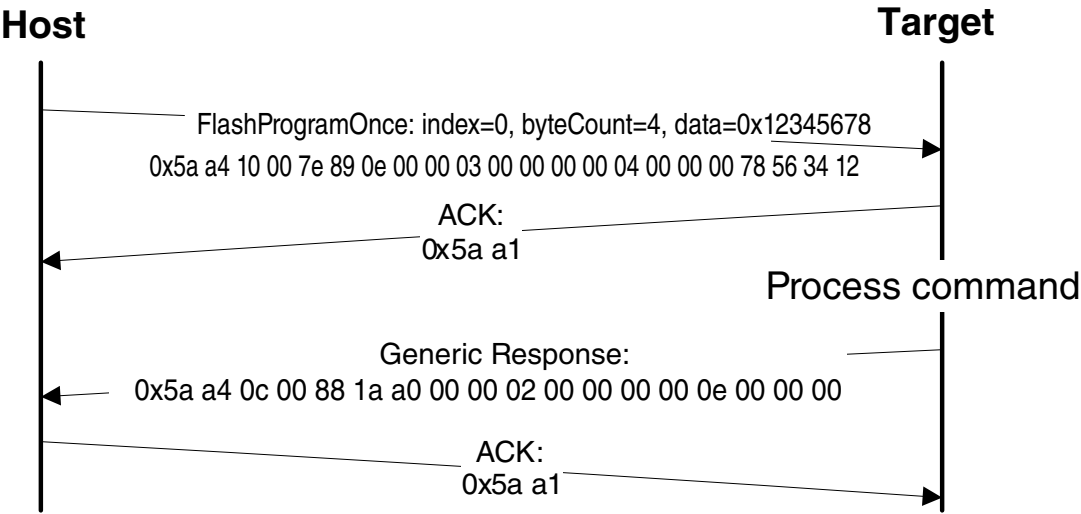 Host
Target
FlashProgramOnce: index=0, byteCount=4, data=0x12345678
0x5a a4 10 00 7e 89 0e 00 00 03 00 00 00 00 04 00 00 00 78 56 34 12
ACK:
0x5a a1
Process command
Generic Response:
0x5a a4 0c 00 88 1a a0 00 00 02 00 00 00 00 0e 00 00 00
ACK:
0x5a a1